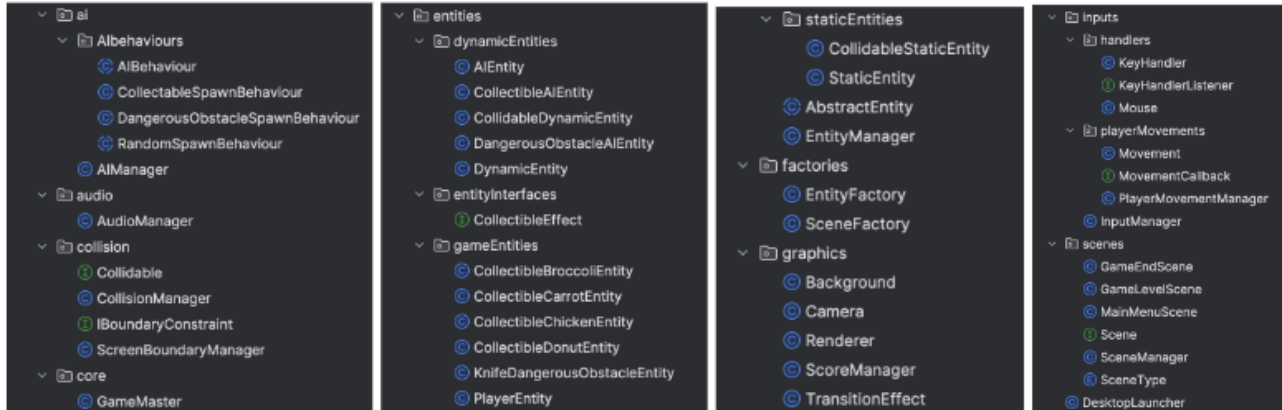 ai
AIbehaviours
AIBehaviour
CollectableSpawnBehaviour
DangerousObstacleSpawnBehaviour
RandomSpawnBehaviour
AIManager
audio
AudioManager
collision
Collidable
CollisionManager
IBoundaryConstraint
ScreenBoundaryManager
core
GameMaster
entities
dynamicEntities
AIEntity
CollectibleAIEntity
CollidableDynamicEntity
DangerousObstacleAIEntity
DynamicEntity
entityInterfaces
CollectibleEffect
gameEntities
CollectibleBroccoliEntity
CollectibleCarrotEntity
CollectibleChickenEntity
CollectibleDonutEntity
KnifeDangerousObstacleEntity
PlayerEntity
staticEntities
CollidableStaticEntity
StaticEntity
AbstractEntity
EntityManager
factories
EntityFactory
SceneFactory
graphics
Background
Camera
Renderer
ScoreManager
TransitionEffect
inputs
handlers
KeyHandler
KeyHandlerListener
Mouse
playerMovements
Movement
MovementCallback
PlayerMovementManager
InputManager
scenes
GameEndScene
GameLevelScene
MainMenuScene
Scene
SceneManager
SceneType
DesktopLauncher